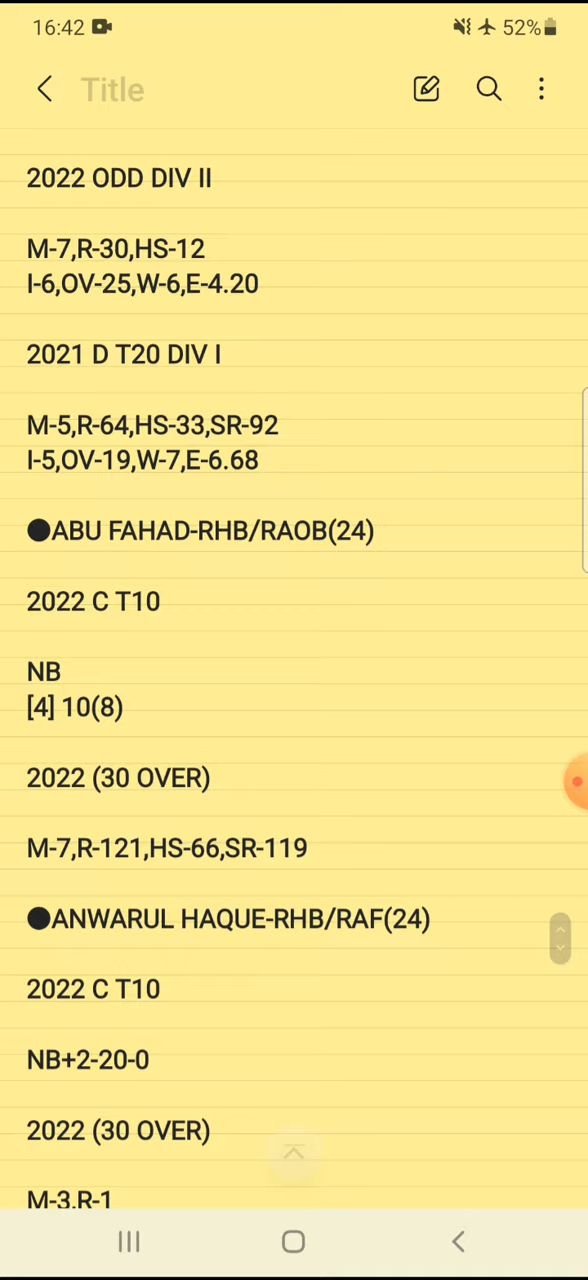 16:42
52%
Title
2022 ODD DIV II
M-7,R-30,HS-12
I-6,OV-25,W-6,E-4.20
2021 D T20 DIV I
M-5,R-64,HS-33,SR-92
I-5,OV-19,W-7,E-6.68
●ABU FAHAD-RHB/RAOB(24)
2022 C T10
NB
[4] 10(8)
2022 (30 OVER)
M-7,R-121,HS-66,SR-119
●ANWARUL HAQUE-RHB/RAF(24)
2022 C T10
NB+2-20-0
2022 (30 OVER)
M-3,R-1